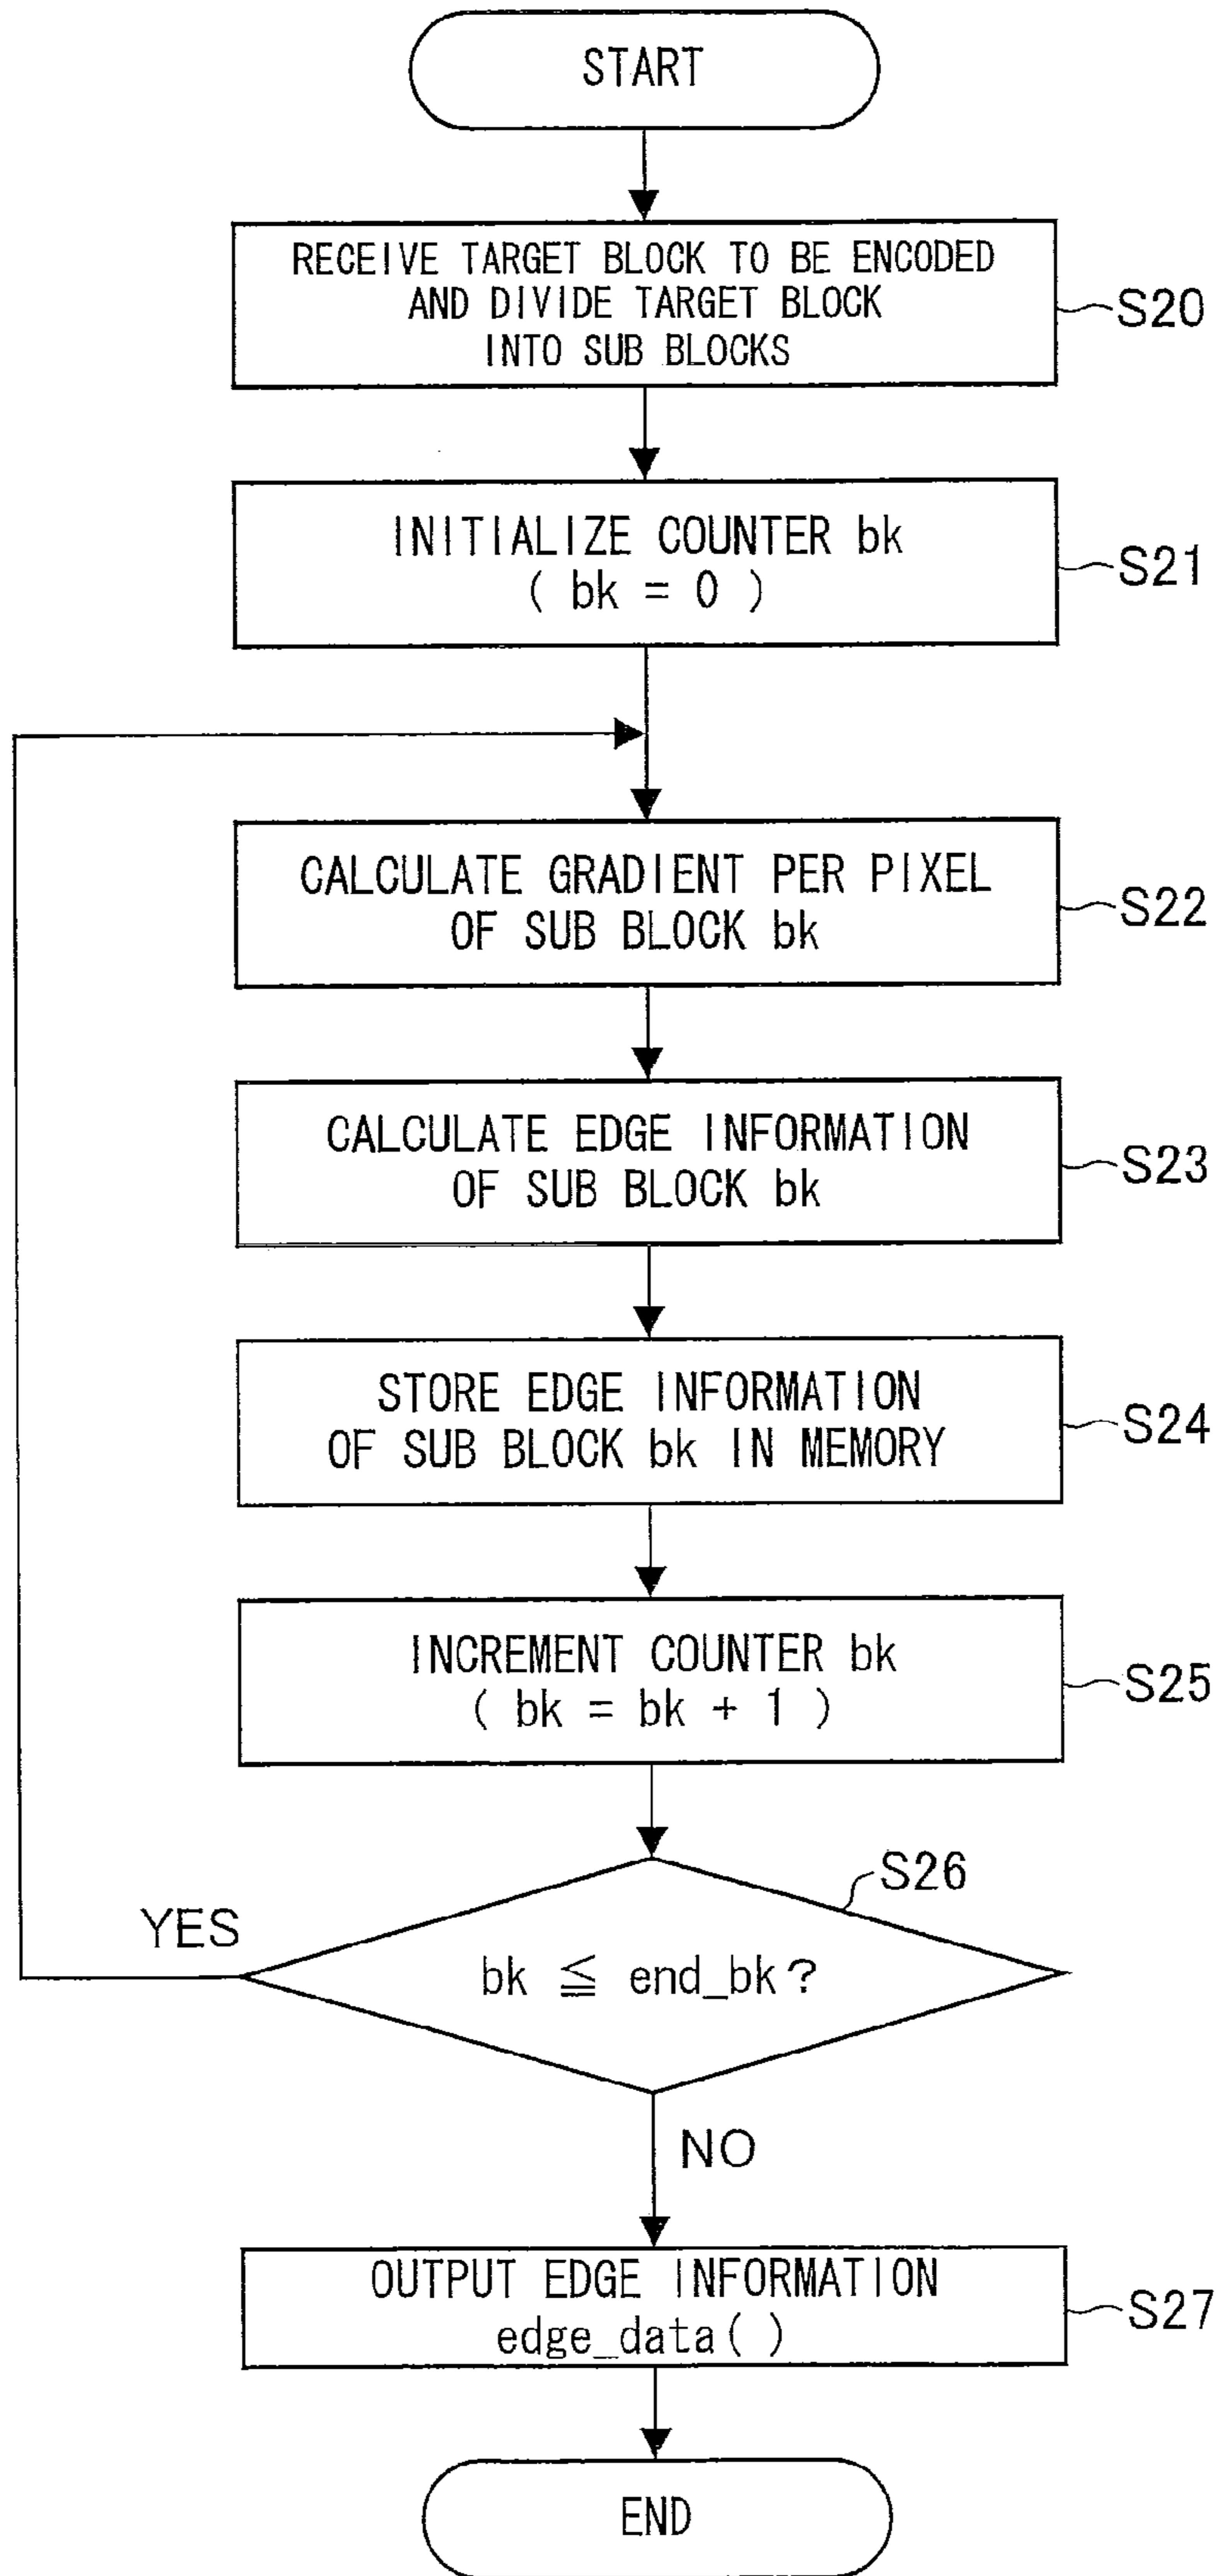 START
RECEIVE TARGET BLOCK TO BE ENCODED
AND DIVIDE TARGET BLOCK
INTO SUB BLOCKS
S20
INITIALIZE COUNTER bk
( bk = 0 )
S21
CALCULATE GRADIENT PER PIXEL
OF SUB BLOCK bk
S22
CALCULATE EDGE INFORMATION
OF SUB BLOCK bk
S23
STORE EDGE INFORMATION
OF SUB BLOCK bk IN MEMORY
S24
INCREMENT COUNTER bk
( bk = bk + 1 )
S25
S26
YES
bk ≦ end_bk?
NO
OUTPUT EDGE INFORMATION
edge_data( )
S27
END